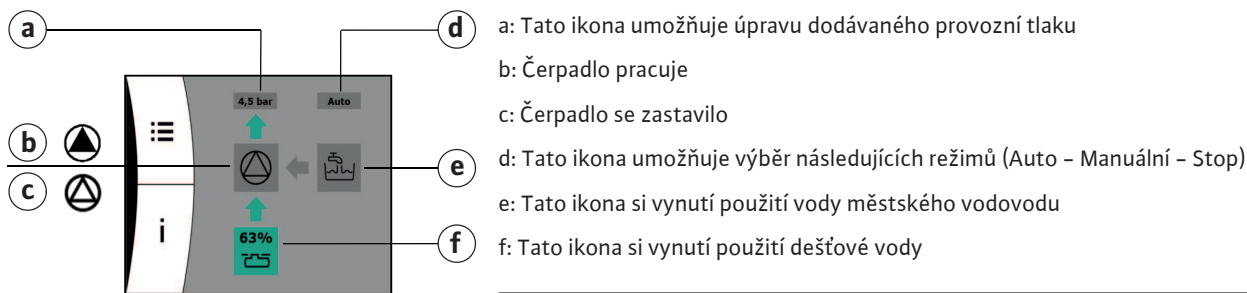 a
d
b
c
e
f
4,5 bar
Auto
i
63%
a: Tato ikona umožňuje úpravu dodávaného provozní tlaku
b: Čerpadlo pracuje
c: Čerpadlo se zastavilo
d: Tato ikona umožňuje výběr následujících režimů (Auto – Manuální – Stop)
e: Tato ikona si vynutí použití vody městského vodovodu
f: Tato ikona si vynutí použití dešťové vody